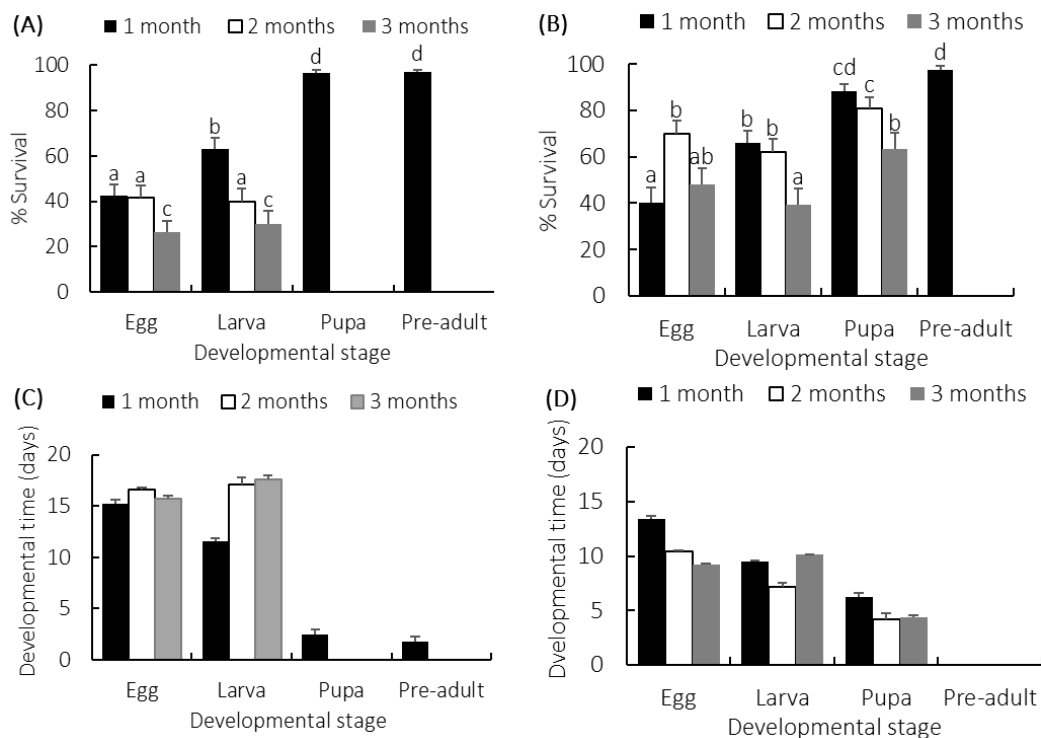 (A)
1 month 2 months 3 months
100
80
60
40
20
0
% Survival
a a c
b a c
d
d
Egg Larva Pupa Pre-adult
Developmental stage
(B)
1 month 2 months 3 months
100
80
60
40
20
0
% Survival
a b ab
b b a
cd c b
d
Egg Larva Pupa Pre-adult
Developmental stage
(C)
1 month 2 months 3 months
20
15
10
5
0
Developmental time (days)
Egg Larva Pupa Pre-adult
Developmental stage
(D)
1 month 2 months 3 months
20
15
10
5
0
Dvelopmental time (days)
Egg Larva Pupa Pre-adult
Developmental stage